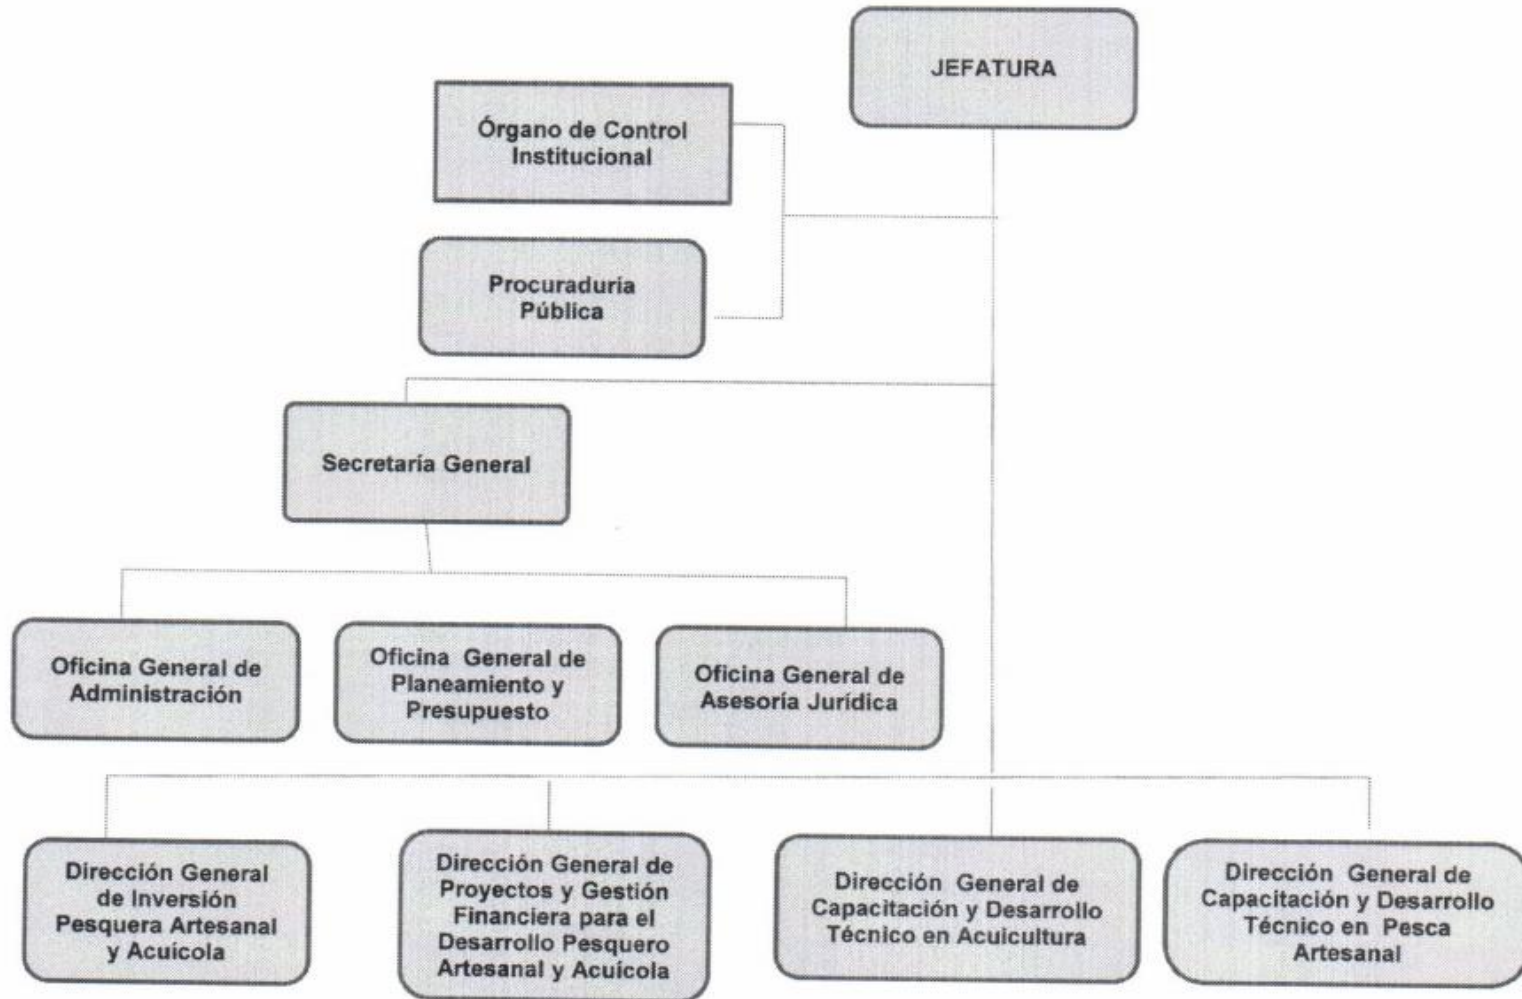 JEFATURA
Órgano de Control
Institucional
Procuraduría
Pública
Secretaría General
Oficina General de
Administración
Oficina General de
Planeamiento y
Presupuesto
Oficina General de
Asesoría Jurídica
Dirección General
de Inversión
Pesquera Artesanal
y Acuícola
Dirección General de
Proyectos y Gestión
Financiera para el
Desarrollo Pesquero
Artesanal y Acuícola
Dirección General de
Capacitación y Desarrollo
Técnico en Acuicultura
Dirección General de
Capacitación y Desarrollo
Técnico en Pesca
Artesanal